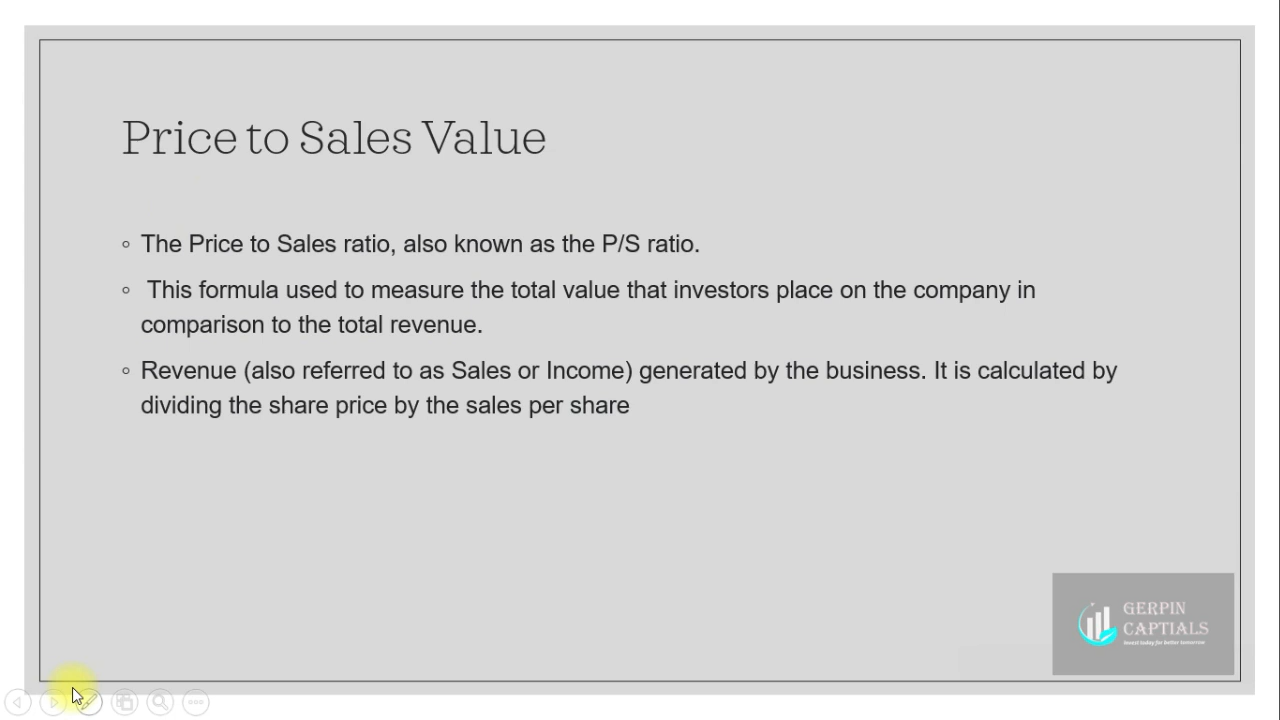 Price to Sales Value
◦ The Price to Sales ratio, also known as the P/S ratio.
◦ This formula used to measure the total value that investors place on the company in
comparison to the total revenue.
◦ Revenue (also referred to as Sales or Income) generated by the business. It is calculated by
dividing the share price by the sales per share
GERPIN
CAPTIALS
Invest today for better tomorrow